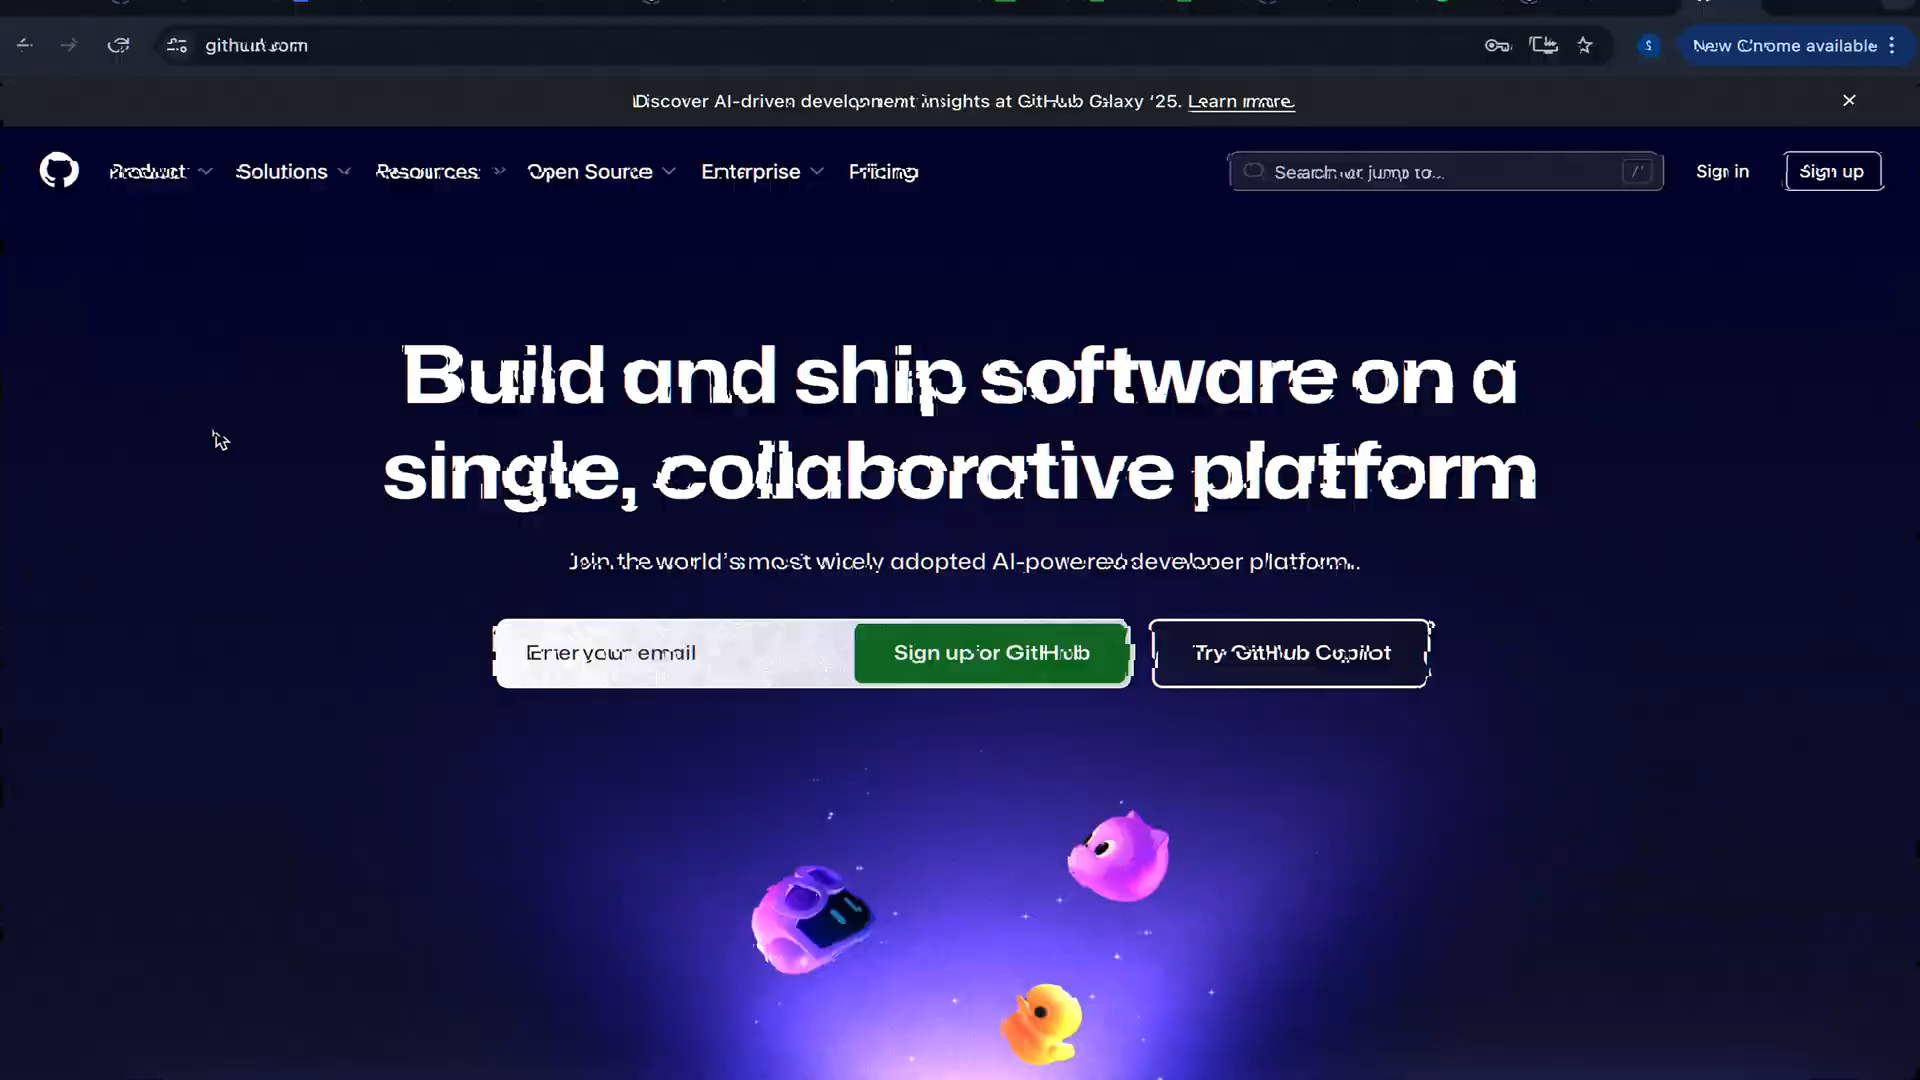 github.com
New Chrome available
Discover AI-driven development insights at GitHub Galaxy '25. Learn more.
Product Solutions Resources Open Source Enterprise Pricing
Search or jump to... /
Sign in
Sign up
Build and ship software on a
single, collaborative platform
Join the world's most widely adopted AI-powered developer platform.
Enter your email
Sign up for GitHub
Try GitHub Copilot